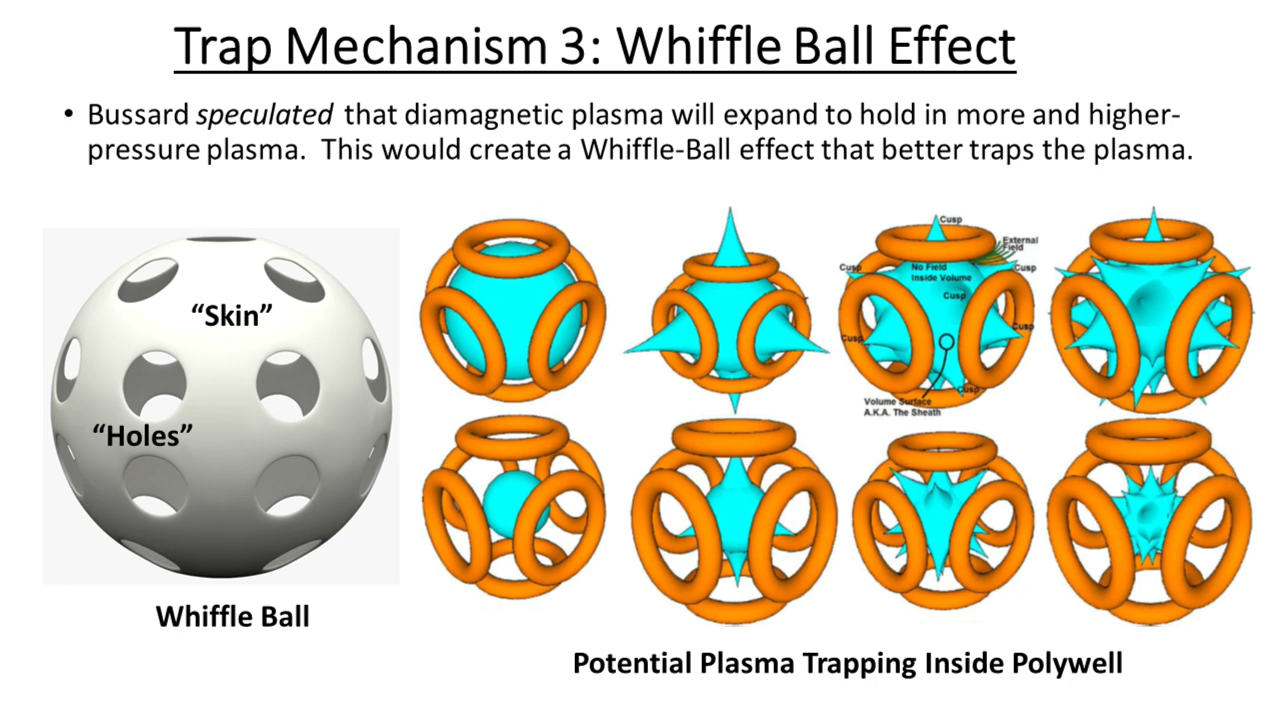 Trap Mechanism 3: Whiffle Ball Effect
• Bussard speculated that diamagnetic plasma will expand to hold in more and higher-
pressure plasma. This would create a Whiffle-Ball effect that better traps the plasma.
“Skin”
“Holes”
Whiffle Ball
Cusp
External
Field
Cusp
No Field
Inside Volume
Cusp
Cusp
Cusp
Cusp
Cusp
Volume Surface
A.K.A. The Sheath
Potential Plasma Trapping Inside Polywell